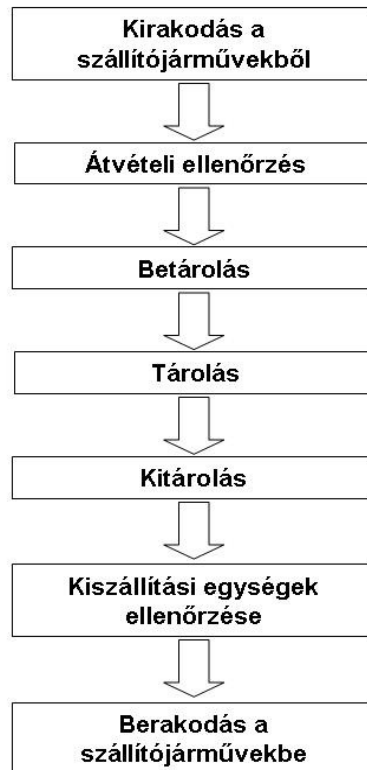 Kirakodás a
szállítójárművekből
Átvételi ellenőrzés
Betárolás
Tárolás
Kitárolás
Kiszállítási egységek
ellenőrzése
Berakodás a
szállítójárművekbe